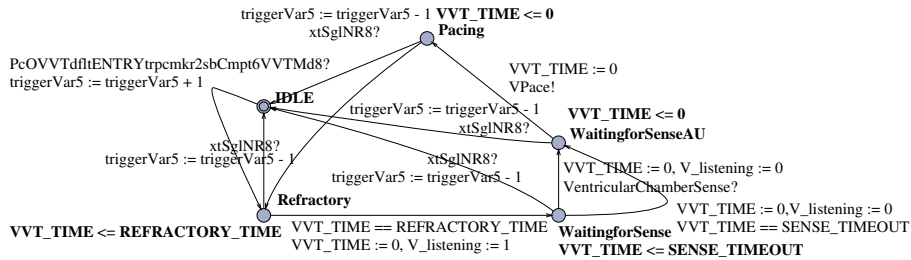 triggerVar5 := triggerVar5 - 1 VVT_TIME <= 0
xtSglNR8?
Pacing
PcOVVTdfltENTRYtrpcmkr2sbCmpt6VVTMd8?
triggerVar5 := triggerVar5 + 1
VVT_TIME := 0
VPace!
IDLE
triggerVar5 := triggerVar5 - 1
xtSglNR8?
VVT_TIME <= 0
WaitingforSenseAU
xtSglNR8?
triggerVar5 := triggerVar5 - 1
xtSglNR8?
triggerVar5 := triggerVar5 - 1
VVT_TIME := 0, V_listening := 0
VentricularChamberSense?
Refractory
VVT_TIME <= REFRACTORY_TIME
VVT_TIME == REFRACTORY_TIME
VVT_TIME := 0, V_listening := 1
WaitingforSense
VVT_TIME <= SENSE_TIMEOUT
VVT_TIME := 0,V_listening := 0
VVT_TIME == SENSE_TIMEOUT